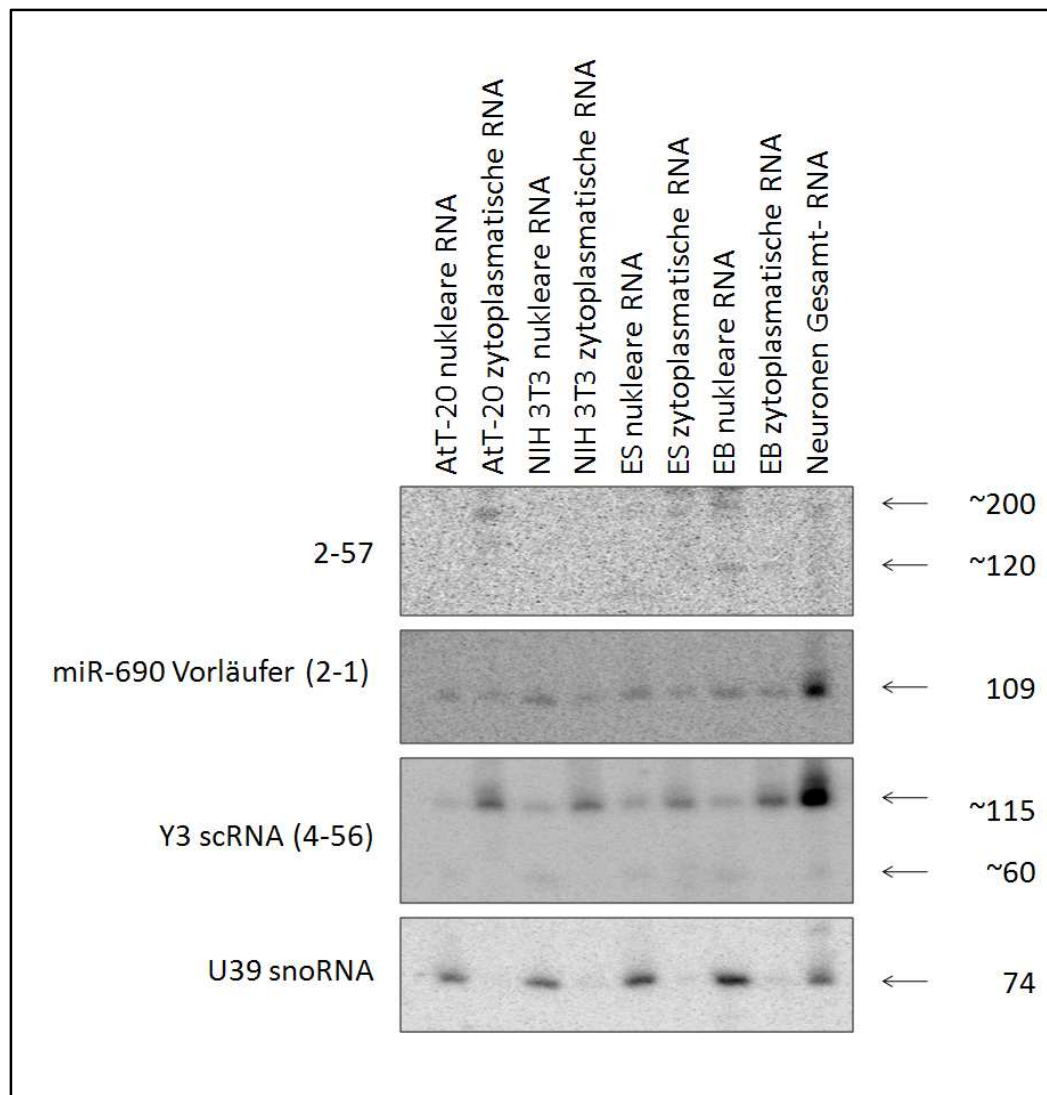 AtT-20 nukleare RNA
AtT-20 zytoplasmatische RNA
NIH 3T3 nukleare RNA
NIH 3T3 zytoplasmatische RNA
ES nukleare RNA
ES zytoplasmatische RNA
EB nukleare RNA
EB zytoplasmatische RNA
Neuronen Gesamt- RNA
2-57
~200
~120
miR-690 Vorläufer (2-1)
109
Y3 scRNA (4-56)
~115
~60
U39 snoRNA
74